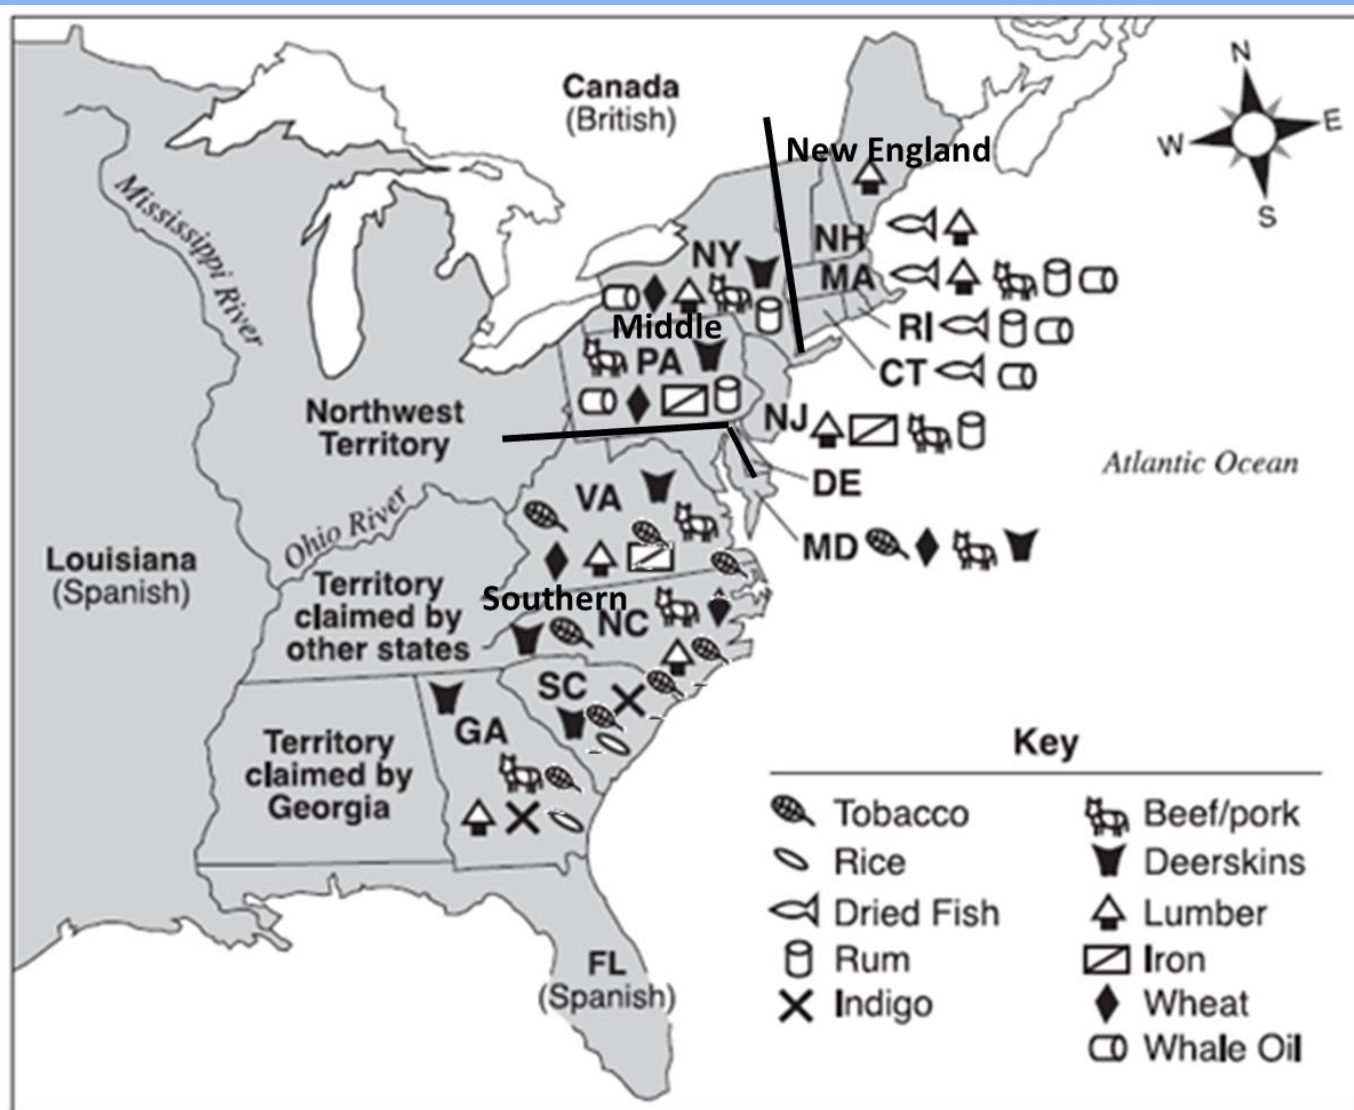 Canada
(British)
N
W
E
S
New England
Mississippi River
NH
NY
MA
RI
Middle
PA
CT
Northwest
Territory
NJ
Atlantic Ocean
DE
VA
Ohio River
MD
Louisiana
(Spanish)
Territory
claimed by
other states
Southern
NC
SC
GA
Territory
claimed by
Georgia
FL
(Spanish)
Key
Tobacco
Rice
Dried Fish
Rum
Indigo
Beef/pork
Deerskins
Lumber
Iron
Wheat
Whale Oil